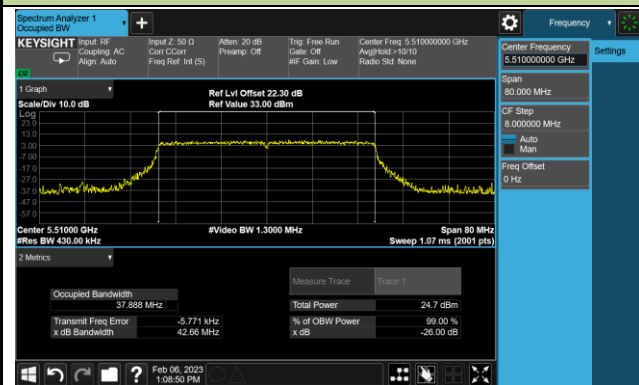 Spectrum Analyzer 1
Occupied BW
+
Frequency
KEYSIGHT
Input: RF
Coupling: AC
Align: Auto
Input Z: 50 Ω
Corr CCorr
Freq Ref: Int (S)
Atten: 20 dB
Preamp: Off
Trig: Free Run
Gate: Off
#IF Gain: Low
Center Freq: 5.510000000 GHz
Avg|Hold:>10/10
Radio Std: None
Center Frequency
5.510000000 GHz
Settings
Span
80.000 MHz
CF Step
8.000000 MHz
Auto
Man
Freq Offset
0 Hz
1 Graph
Scale/Div 10.0 dB
Ref Lvl Offset 22.30 dB
Ref Value 33.00 dBm
Log
23.0
13.0
3.00
-7.00
-17.0
-27.0
-37.0
-47.0
-57.0
Center 5.51000 GHz
#Video BW 1.3000 MHz
Span 80 MHz
#Res BW 430.00 kHz
Sweep 1.07 ms (2001 pts)
2 Metrics
Measure Trace
Trace 1
Occupied Bandwidth
37.888 MHz
Total Power
24.7 dBm
Transmit Freq Error
-5.771 kHz
% of OBW Power
99.00 %
x dB Bandwidth
42.66 MHz
x dB
-26.00 dB
?
Feb 06, 2023
1:08:50 PM